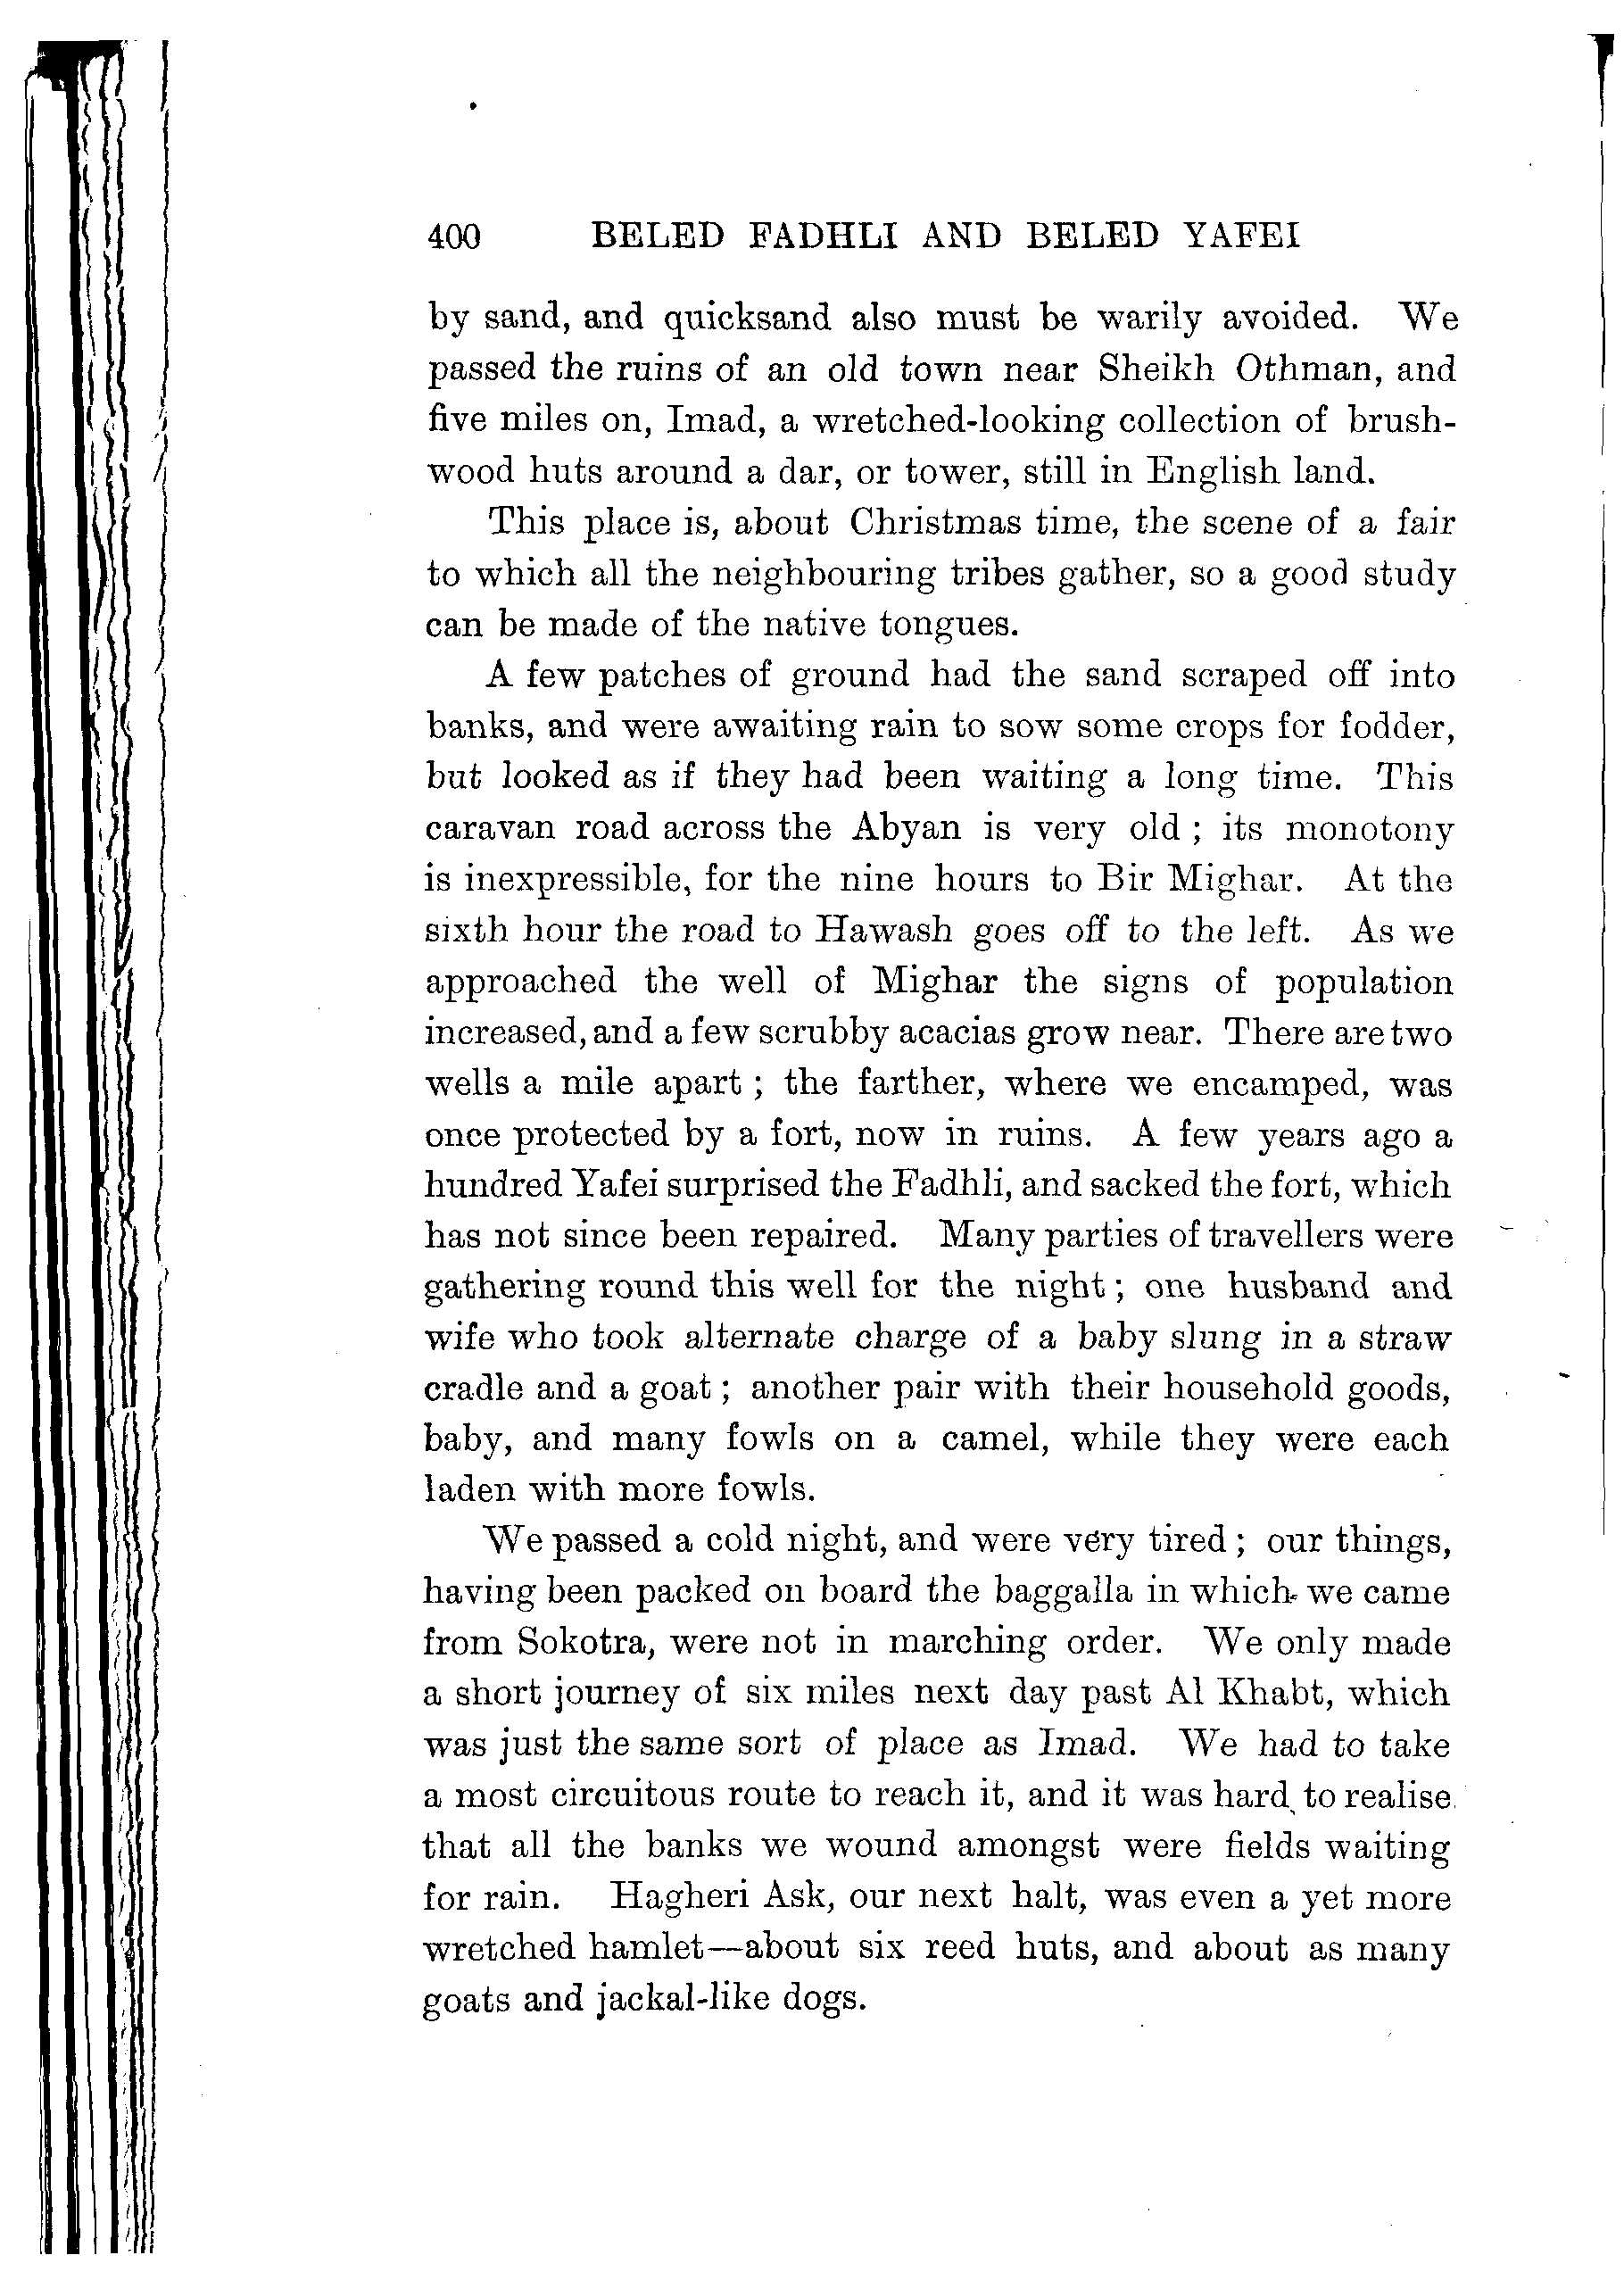 400 BELED FADHLI AND BELED YAFEI
by sand, and quicksand also must be warily avoided. We
passed the ruins of an old town near Sheikh Othman, and
five miles on, Imad, a wretched-looking collection of brush-
wood huts around a dar, or tower, still in English land.
This place is, about Christmas time, the scene of a fair
to which all the neighbouring tribes gather, so a good study
can be made of the native tongues.
A few patches of ground had the sand scraped off into
banks, and were awaiting rain to sow some crops for fodder,
but looked as if they had been waiting a long time. This
caravan road across the Abyan is very old ; its monotony
is inexpressible, for the nine hours to Bir Mighar. At the
sixth hour the road to Hawash goes off to the left. As we
approached the well of Mighar the signs of population
increased, and a few scrubby acacias grow near. There are two
wells a mile apart ; the farther, where we encamped, was
once protected by a fort, now in ruins. A few years ago a
hundred Yafei surprised the Fadhli, and sacked the fort, which
has not since been repaired. Many parties of travellers were
gathering round this well for the night ; one husband and
wife who took alternate charge of a baby slung in a straw
cradle and a goat ; another pair with their household goods,
baby, and many fowls on a camel, while they were each
laden with more fowls.
We passed a cold night, and were very tired ; our things,
having been packed on board the baggalla in which we came
from Sokotra, were not in marching order. We only made
a short journey of six miles next day past Al Khabt, which
was just the same sort of place as Imad. We had to take
a most circuitous route to reach it, and it was hard to realise
that all the banks we wound amongst were fields waiting
for rain. Hagheri Ask, our next halt, was even a yet more
wretched hamlet—about six reed huts, and about as many
goats and jackal-like dogs.